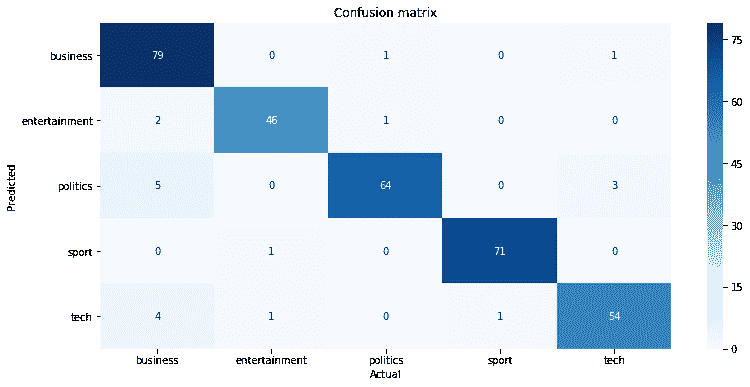 Confusion matrix
business 79 0 1 0 1
entertainment 2 46 1 0 0
politics 5 0 64 0 3
sport 0 1 0 71 0
tech 4 1 0 1 54
business entertainment politics sport tech
Actual
Predicted
75
60
45
30
15
0